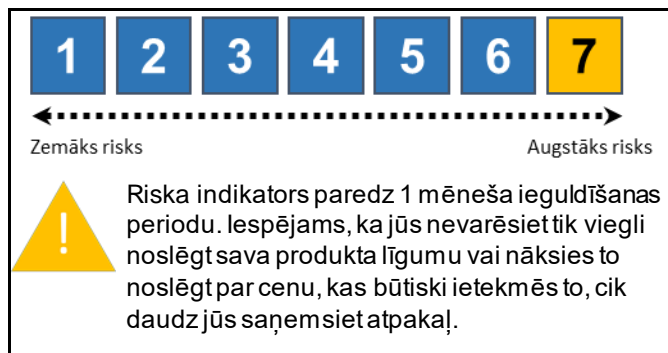 1 2 3 4 5 6 7
Zemāks risks Augstāks risks
! Riska indikators paredz 1 mēneša ieguldīšanas
periodu. Iespējams, ka jūs nevarēsiet tik viegli
noslēgt sava produkta līgumu vai nāksies to
noslēgt par cenu, kas būtiski ietekmēs to, cik
daudz jūs saņemsiet atpakaļ.